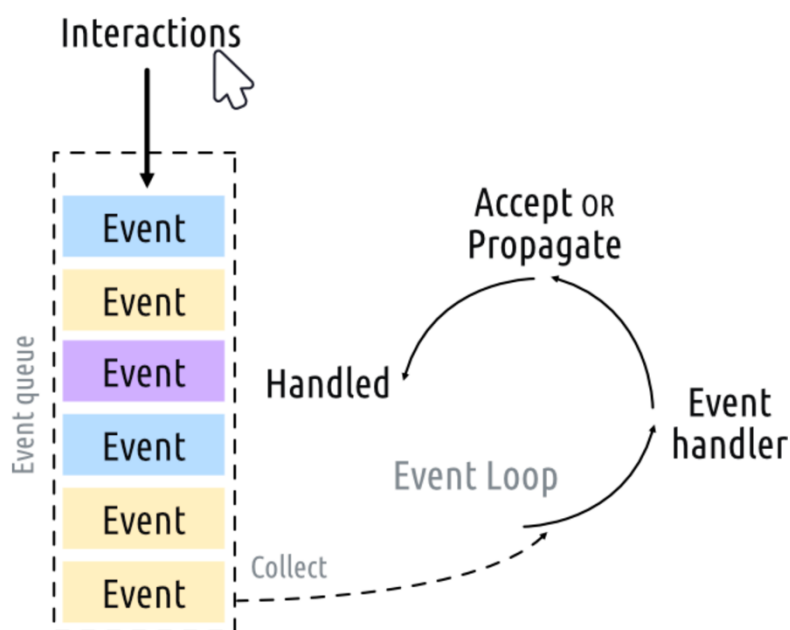 Interactions
Event
Event
Event
Event
Event
Event
Event queue
Collect
Event Loop
Event
handler
Accept OR
Propagate
Handled